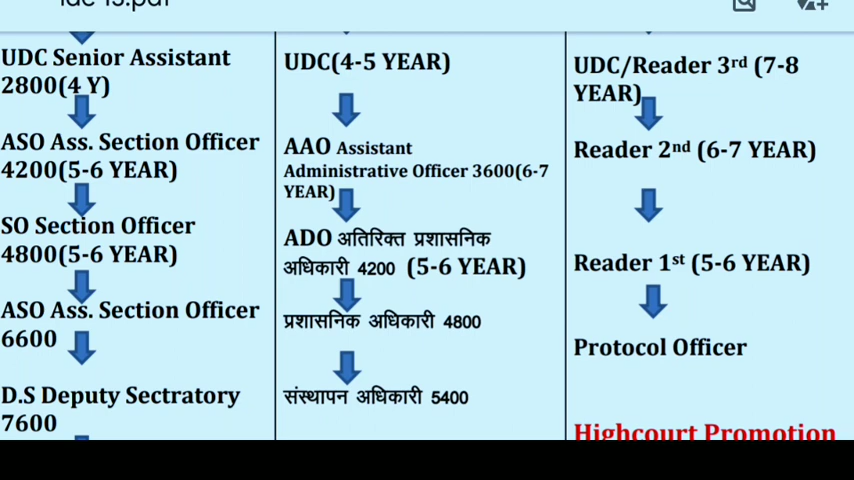 UDC Senior Assistant
2800(4 Y)
ASO Ass. Section Officer
4200(5-6 YEAR)
SO Section Officer
4800(5-6 YEAR)
ASO Ass. Section Officer
6600
D.S Deputy Sectratory
7600
UDC(4-5 YEAR)
AAO Assistant
Administrative Officer 3600(6-7
YEAR)
ADO अतिरिक्त प्रशासनिक
अधिकारी 4200 (5-6 YEAR)
प्रशासनिक अधिकारी 4800
संस्थापन अधिकारी 5400
UDC/Reader 3rd (7-8
YEAR)
Reader 2nd (6-7 YEAR)
Reader 1st (5-6 YEAR)
Protocol Officer
Highcourt Promotion